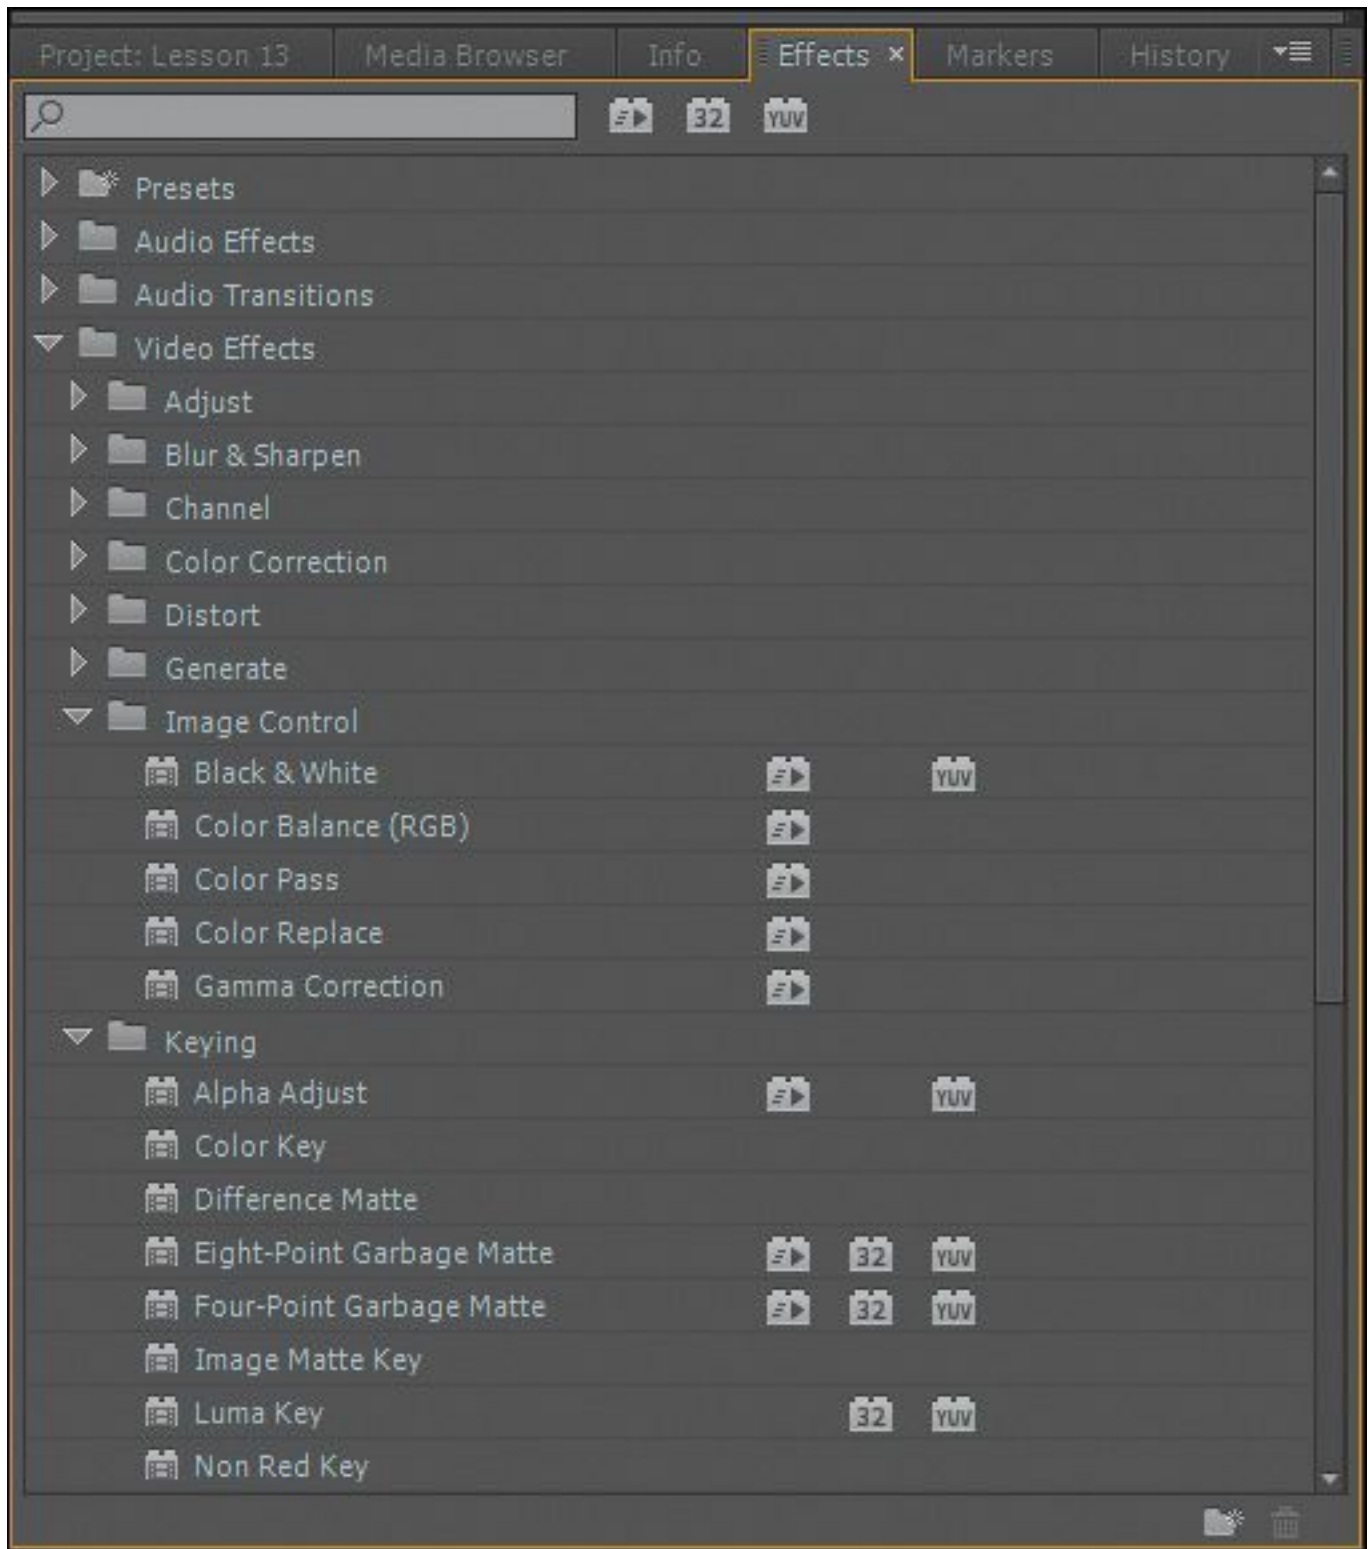 Project: Lesson 13 Media Browser Info Effects × Markers History
32 YUV
Presets
Audio Effects
Audio Transitions
Video Effects
Adjust
Blur & Sharpen
Channel
Color Correction
Distort
Generate
Image Control
Black & White YUV
Color Balance (RGB)
Color Pass
Color Replace
Gamma Correction
Keying
Alpha Adjust YUV
Color Key
Difference Matte
Eight-Point Garbage Matte 32 YUV
Four-Point Garbage Matte 32 YUV
Image Matte Key
Luma Key 32 YUV
Non Red Key